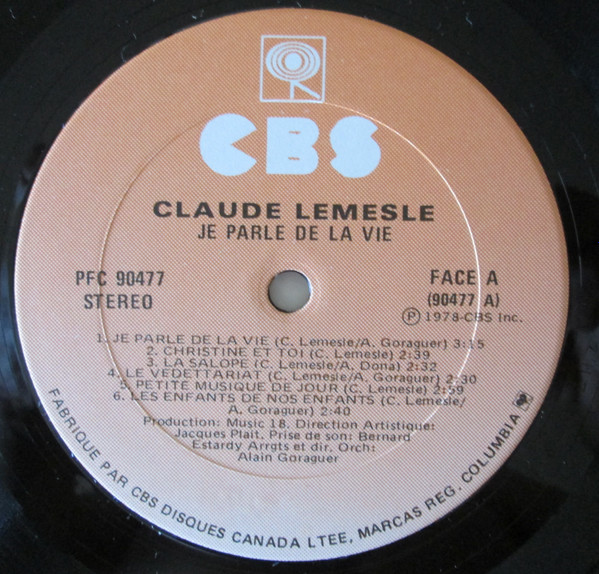 CBS
CLAUDE LEMESLE
JE PARLE DE LA VIE
PFC 90477
STEREO
FACE A
(90477 A)
Ⓟ 1978-CBS Inc.
1. JE PARLE DE LA VIE (C. Lemesle/A. Goraguer) 3:15
2. CHRISTINE ET TOI (C. Lemesle) 2:39
3. LA SALOPE (C. Lemesle/A. Dona) 2:32
4. LE VEDETTARIAT (C. Lemesle/A. Goraguer) 2:30
5. PETITE MUSIQUE DE JOUR (C. Lemesle) 2:59
6. LES ENFANTS DE NOS ENFANTS (C. Lemesle/
A. Goraguer) 2:40
Production: Music 18. Direction Artistique:
Jacques Plait. Prise de son: Bernard
Estardy Arrgts et dir. Orch:
Alain Goraguer
FABRIQUE PAR CBS DISQUES CANADA LTEE, MARCAS REG. COLUMBIA